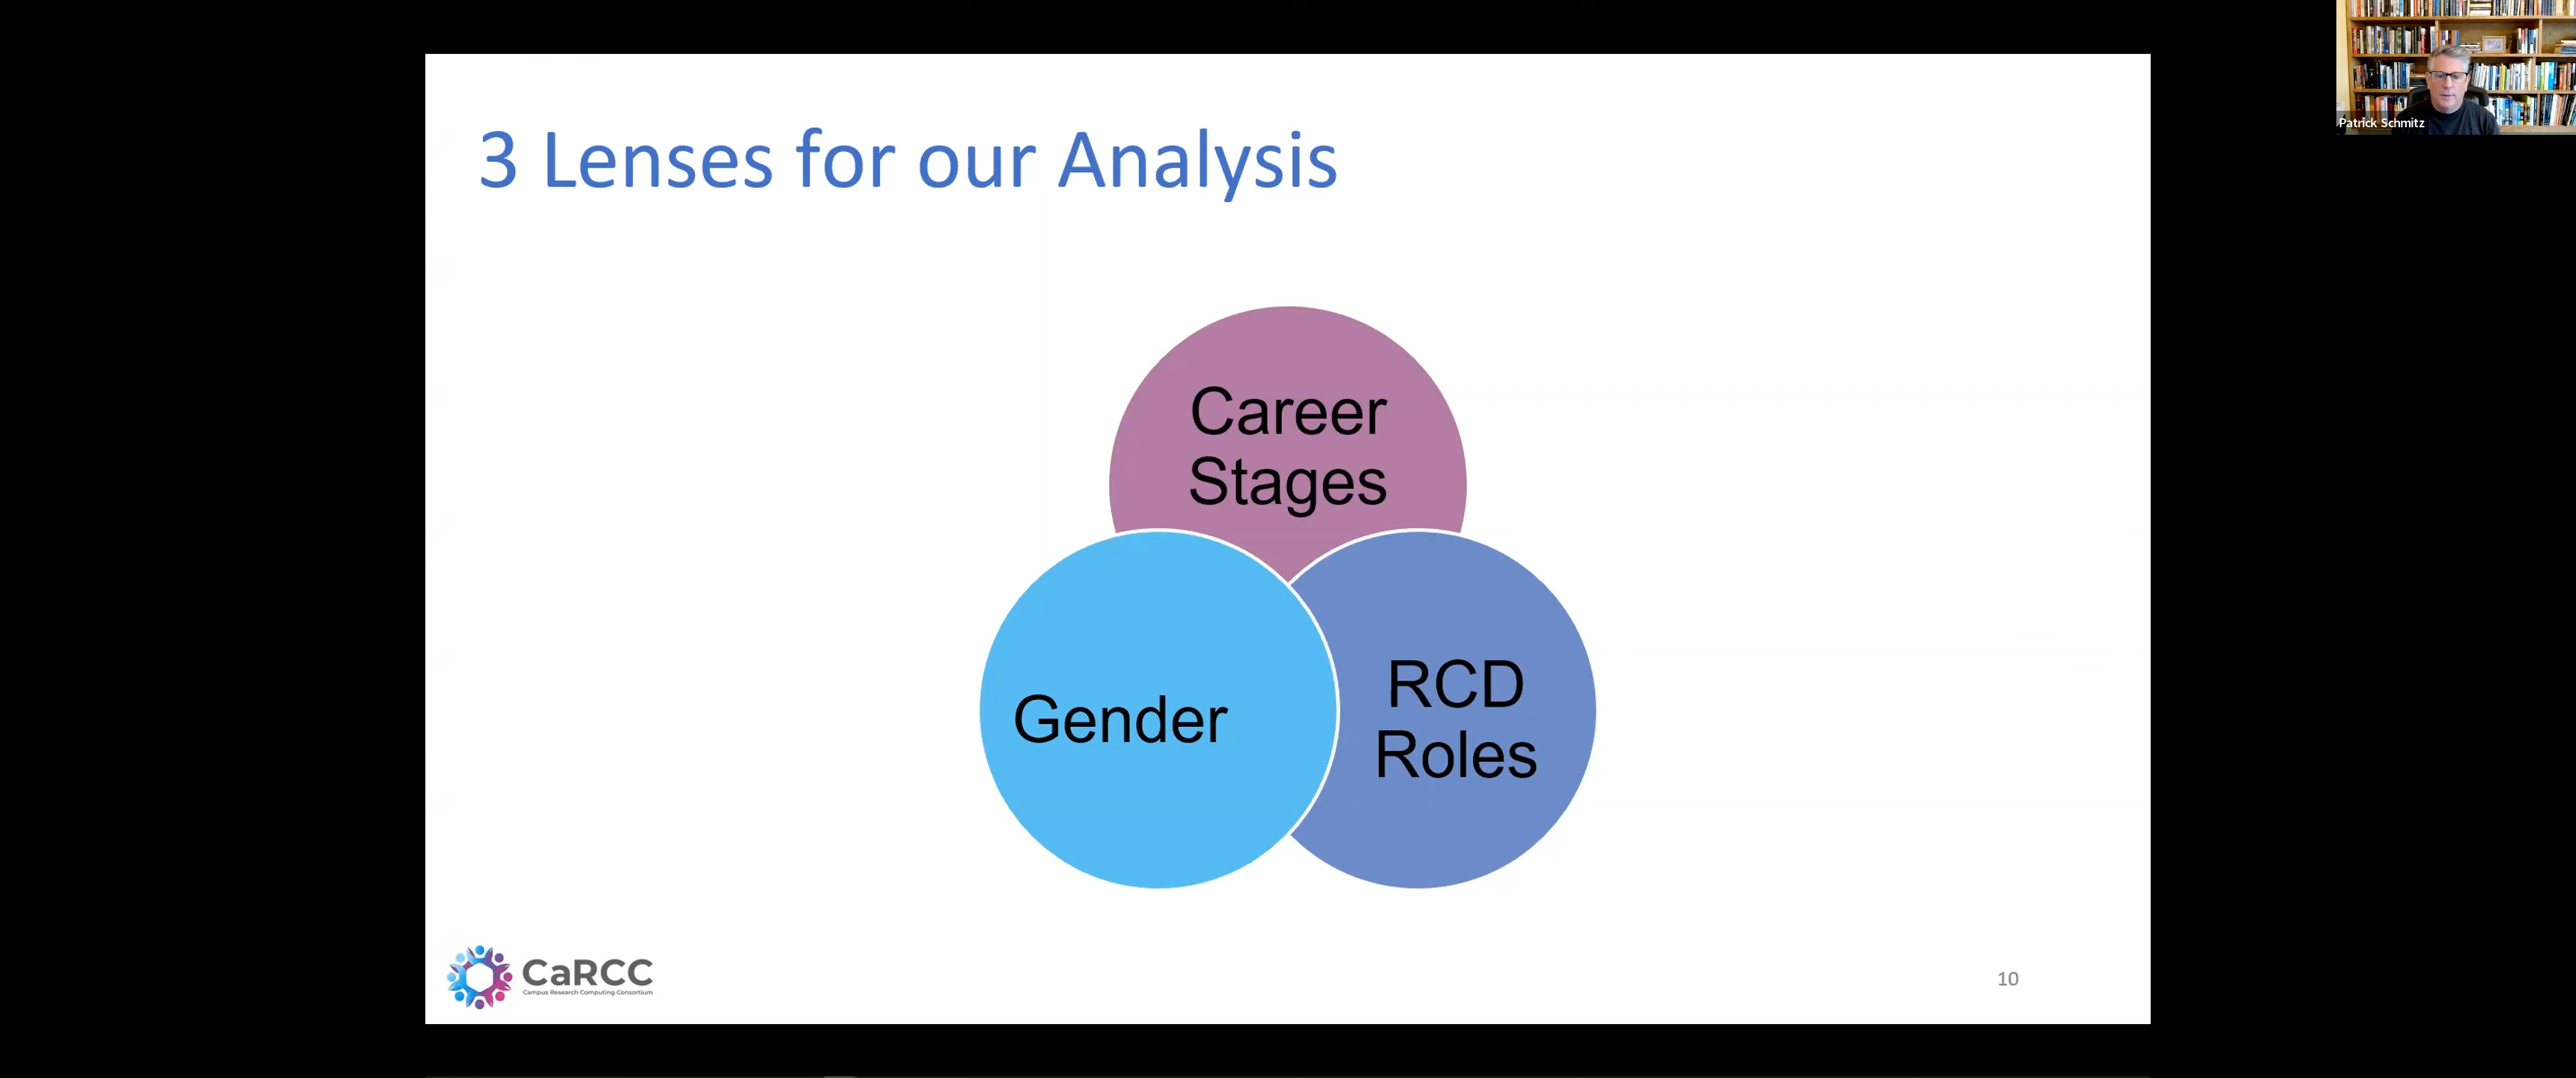 Patrick Schmitz
3 Lenses for our Analysis
Career
Stages
Gender
RCD
Roles
CaRCC
Campus Research Computing Consortium
10